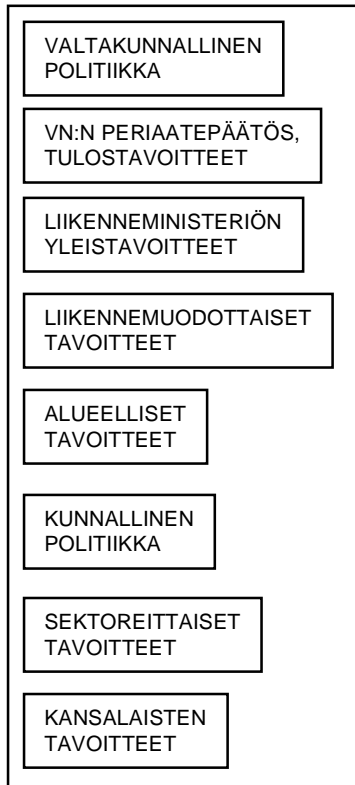 VALTAKUNNALLINEN
POLITIIKKA
VN:N PERIAATEPÄÄTÖS,
TULOSTAVOITTEET
LIIKENNEMINISTERIÖN
YLEISTAVOITTEET
LIIKENNEMUODOTTAISET
TAVOITTEET
ALUEELLISET
TAVOITTEET
KUNNALLINEN
POLITIIKKA
SEKTOREITTAISET
TAVOITTEET
KANSALAISTEN
TAVOITTEET